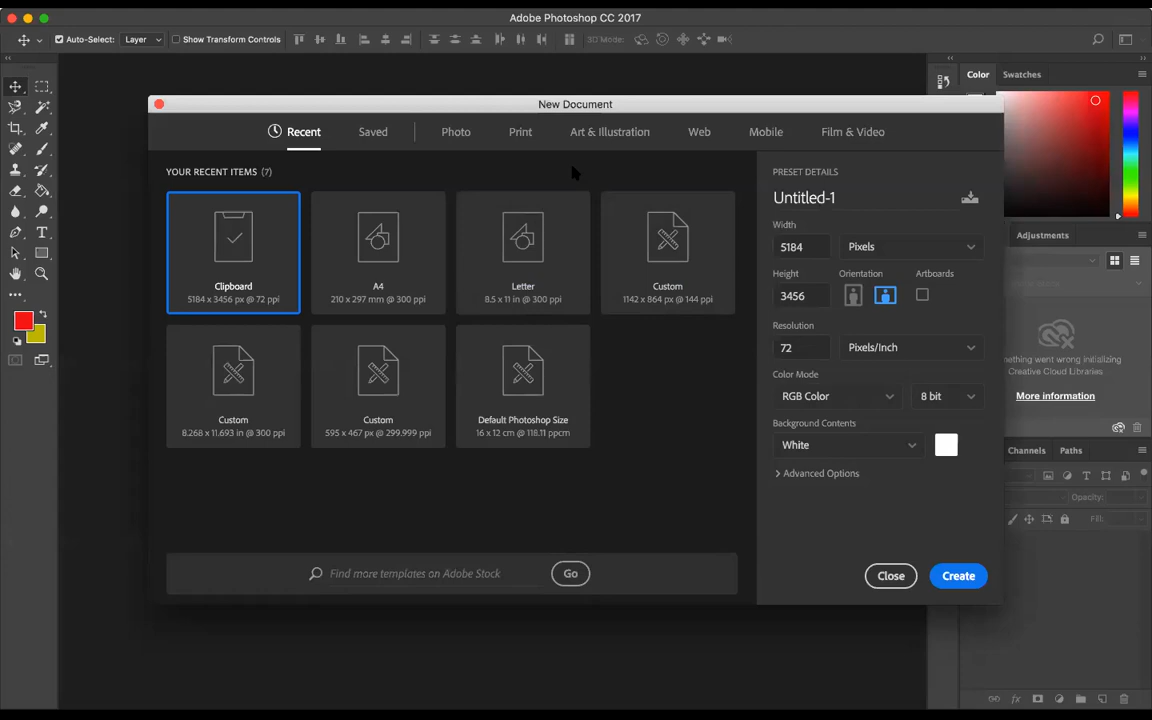 Adobe Photoshop CC 2017
Auto-Select: Layer Show Transform Controls 3D Mode:
Color Swatches
New Document
Recent Saved Photo Print Art & Illustration Web Mobile Film & Video
YOUR RECENT ITEMS (7)
Clipboard
5184 x 3456 px @ 72 ppi
A4
210 x 297 mm @ 300 ppi
Letter
8.5 x 11 in @ 300 ppi
Custom
1142 x 864 px @ 144 ppi
Custom
8.268 x 11.693 in @ 300 ppi
Custom
595 x 467 px @ 299.999 ppi
Default Photoshop Size
16 x 12 cm @ 118.11 ppcm
Find more templates on Adobe Stock Go
PRESET DETAILS
Untitled-1
Width
5184 Pixels
Height Orientation Artboards
3456
Resolution
72 Pixels/Inch
Color Mode
RGB Color 8 bit
Background Contents
White
Advanced Options
Close Create
Adjustments
went wrong initializing
Creative Cloud Libraries
More information
Channels Paths
Opacity:
Fill:
fx